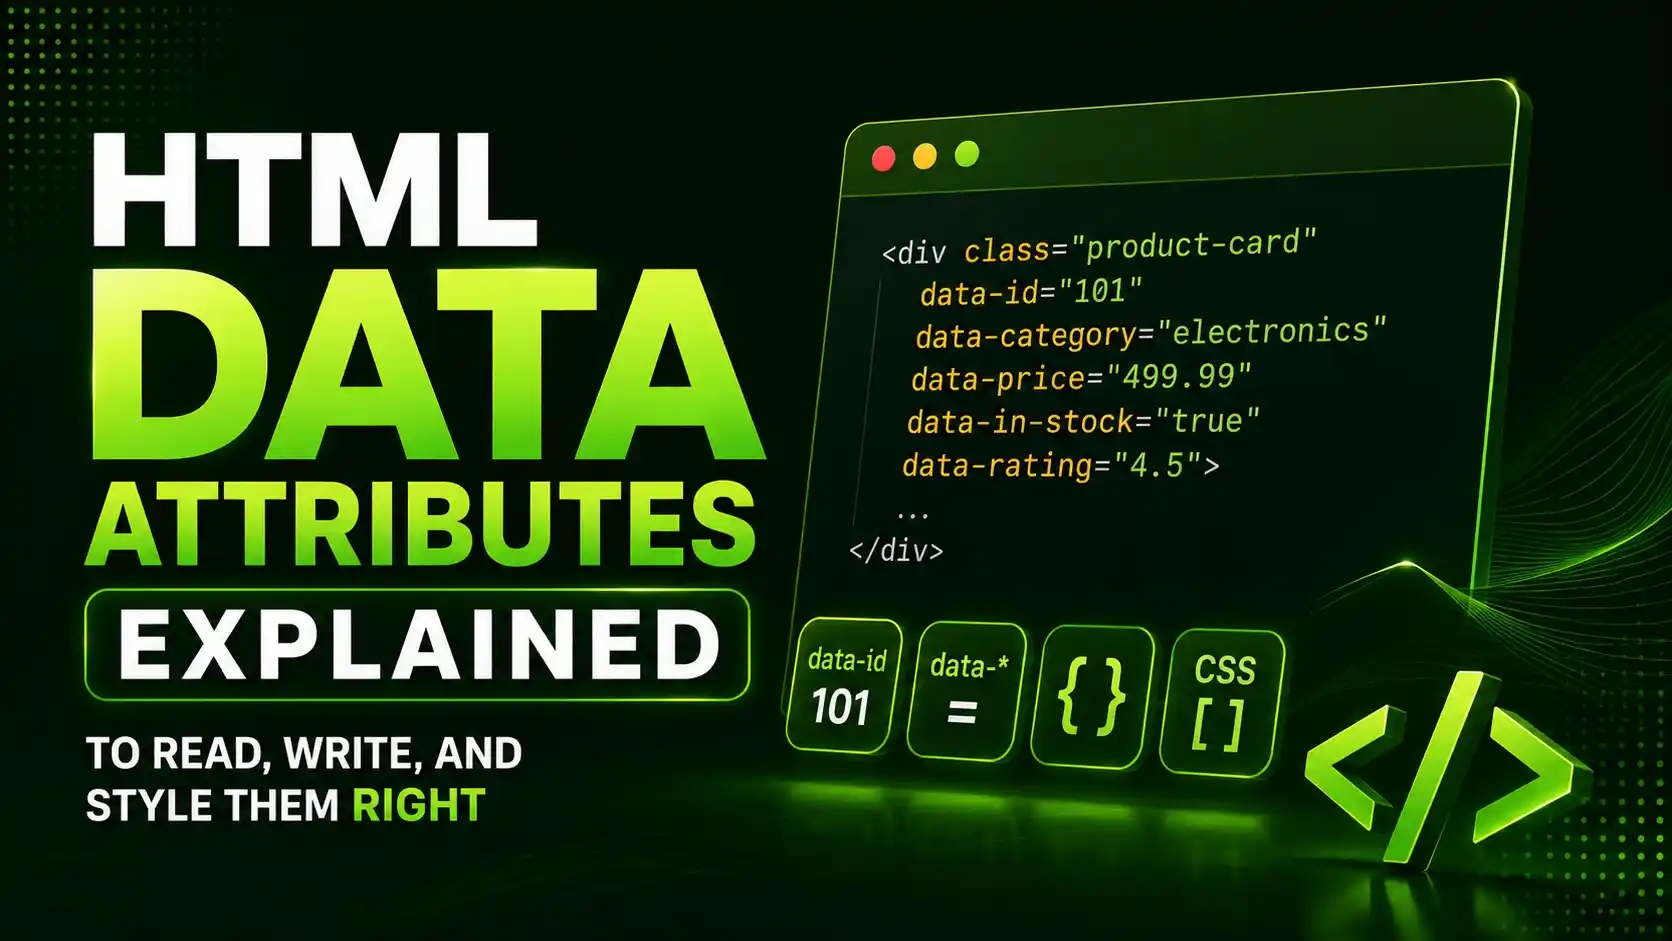 HTML
DATA
ATTRIBUTES
EXPLAINED
TO READ, WRITE, AND
STYLE THEM RIGHT
<div class="product-card"
data-id="101"
data-category="electronics"
data-price="499.99"
data-in-stock="true"
data-rating="4.5">
...
</div>
data-id
101
data-*
=
{}
CSS
[ ]
</>